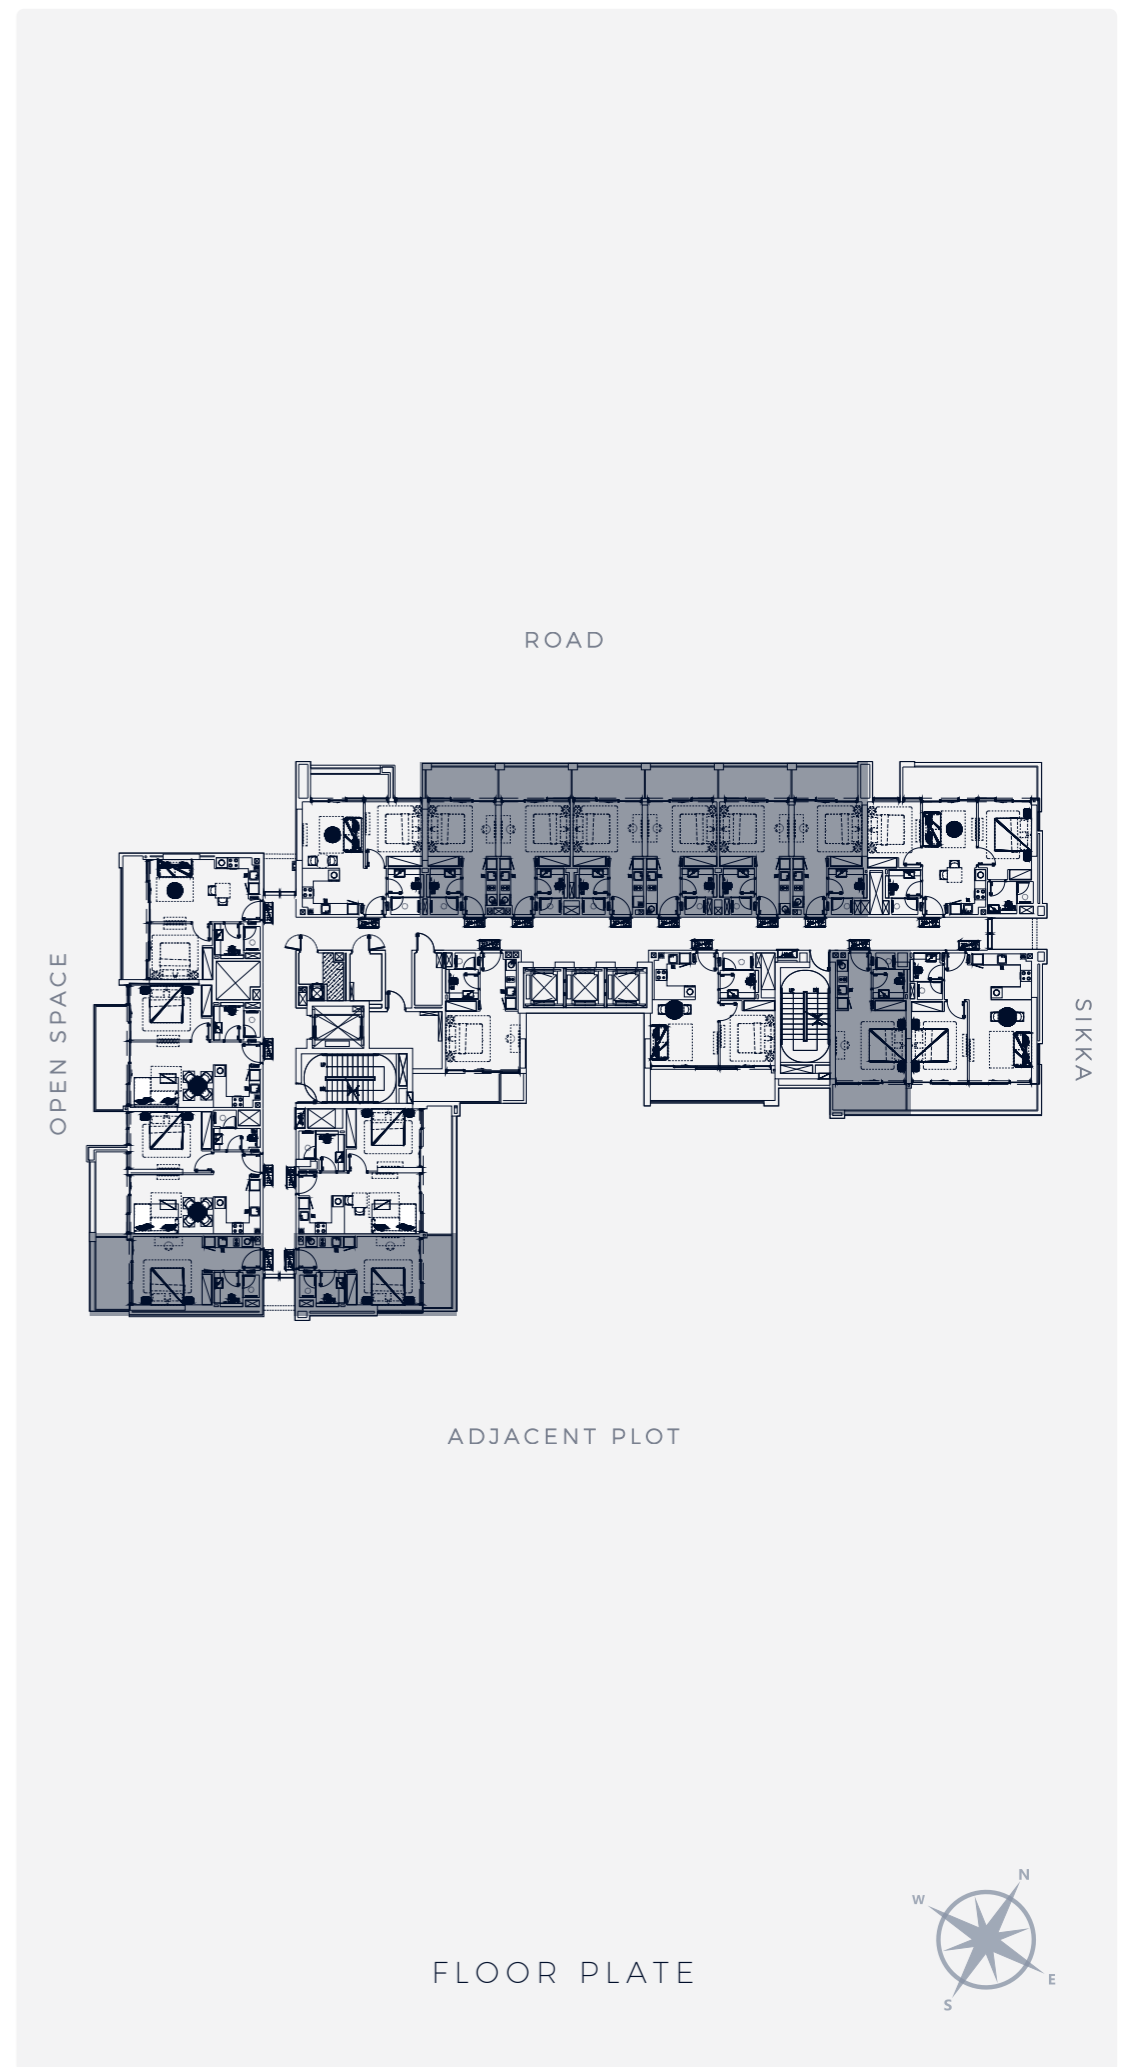 ROAD
OPEN SPACE
SIKKA
ADJACENT PLOT
FLOOR PLATE
N
W
E
S